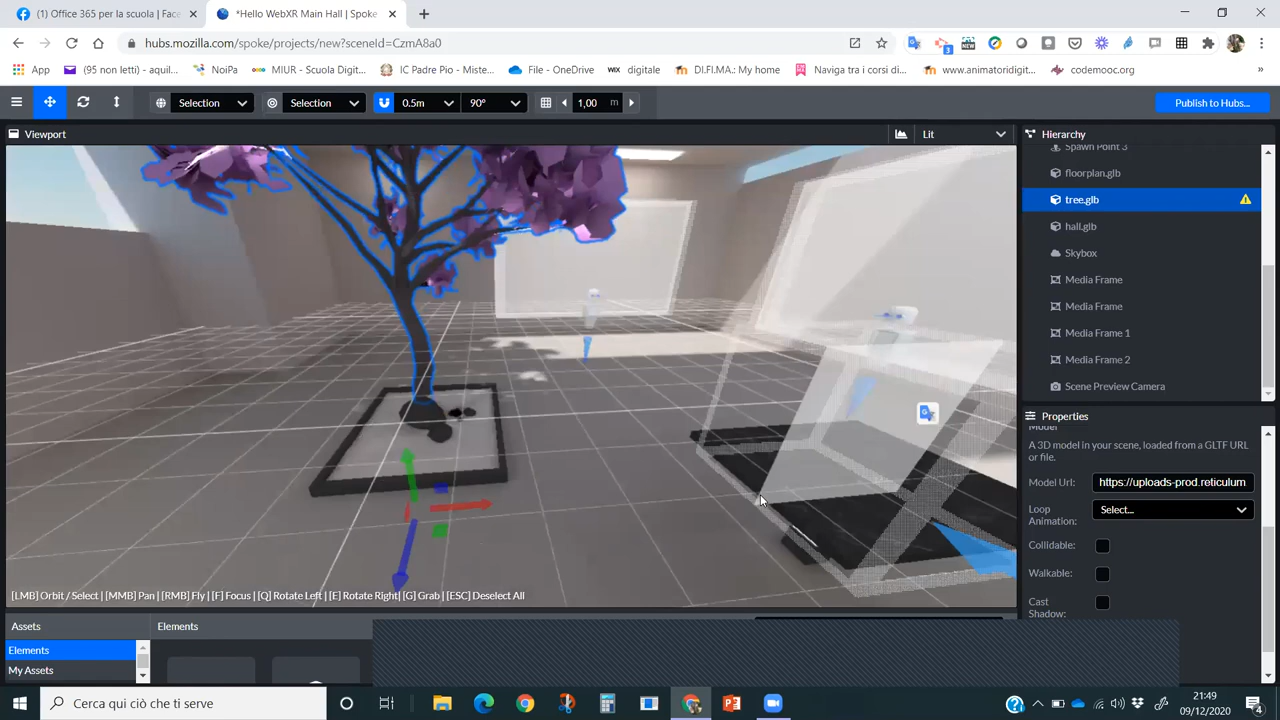 (1) Office 365 per la scuola | Face
*Hello WebXR Main Hall | Spoke
hubs.mozilla.com/spoke/projects/new?sceneId=CzmA8a0
App
(95 non letti) - aquil...
NoiPa
MIUR - Scuola Digit...
IC Padre Pio - Miste...
File - OneDrive
WIX digitale
DI.FI.MA.: My home
Naviga tra i corsi di...
www.animatoridigit...
codemooc.org
»
Selection
Selection
0.5m
90°
1,00 m
Publish to Hubs...
Viewport
Lit
Hierarchy
Spawn Point 3
floorplan.glb
tree.glb
hall.glb
Skybox
Media Frame
Media Frame
Media Frame 1
Media Frame 2
Scene Preview Camera
Properties
Model
A 3D model in your scene, loaded from a GLTF URL
or file.
Model Url: https://uploads-prod.reticulum
Loop
Animation: Select...
Collidable:
Walkable:
Cast
Shadow:
[LMB] Orbit / Select | [MMB] Pan | [RMB] Fly | [F] Focus | [Q] Rotate Left | [E] Rotate Right | [G] Grab | [ESC] Deselect All
Assets
Elements
Elements
My Assets
Cerca qui ciò che ti serve
21:49
09/12/2020
4